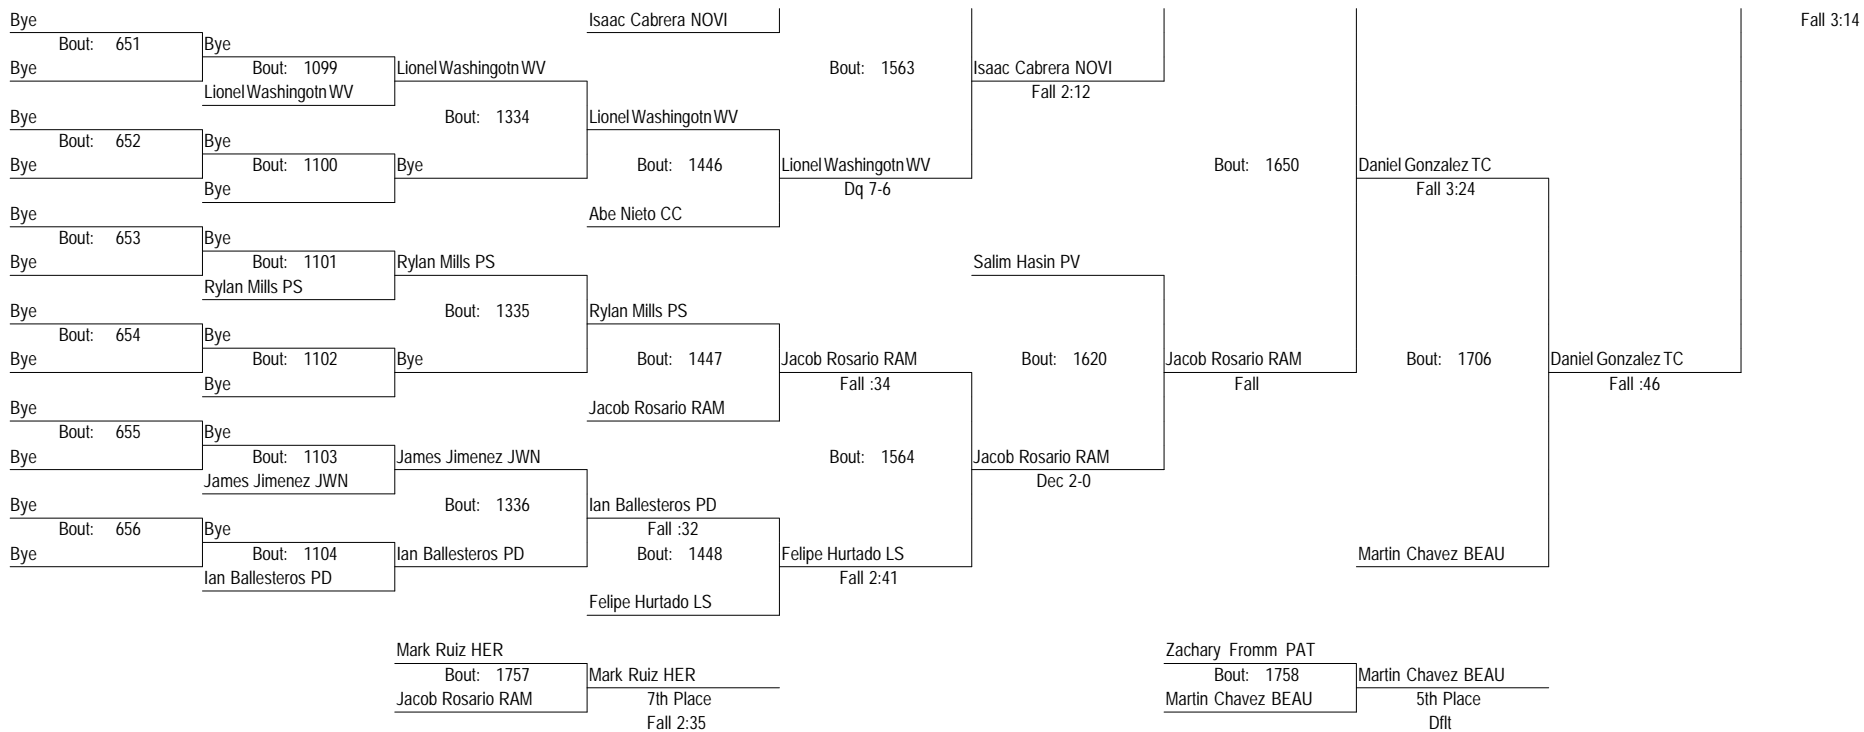 Bye Isaac Cabrera NOVI Fall 3:14
Bout: 651 Bye
Bye Bout: 1099 Lionel Washingotn WV Bout: 1563 Isaac Cabrera NOVI
Lionel Washingotn WV Fall 2:12
Bye Bout: 1334 Lionel Washingotn WV
Bout: 652 Bye
Bye Bout: 1100 Bye Bout: 1446 Lionel Washingotn WV Bout: 1650 Daniel Gonzalez TC
Bye Dq 7-6 Fall 3:24
Bye Abe Nieto CC
Bout: 653 Bye
Bye Bout: 1101 Rylan Mills PS Salim Hasin PV
Rylan Mills PS
Bye Bout: 1335 Rylan Mills PS
Bout: 654 Bye
Bye Bout: 1102 Bye Bout: 1447 Jacob Rosario RAM Bout: 1620 Jacob Rosario RAM Bout: 1706 Daniel Gonzalez TC
Bye Fall :34 Fall Fall :46
Bye Jacob Rosario RAM
Bout: 655 Bye
Bye Bout: 1103 James Jimenez JWN Bout: 1564 Jacob Rosario RAM
James Jimenez JWN Dec 2-0
Bye Bout: 1336 Ian Ballesteros PD
Bout: 656 Bye Fall :32
Bye Bout: 1104 Ian Ballesteros PD Bout: 1448 Felipe Hurtado LS Martin Chavez BEAU
Ian Ballesteros PD Fall 2:41
Felipe Hurtado LS
Mark Ruiz HER Zachary Fromm PAT
Bout: 1757 Mark Ruiz HER Bout: 1758 Martin Chavez BEAU
Jacob Rosario RAM 7th Place Martin Chavez BEAU 5th Place
Fall 2:35 Dflt